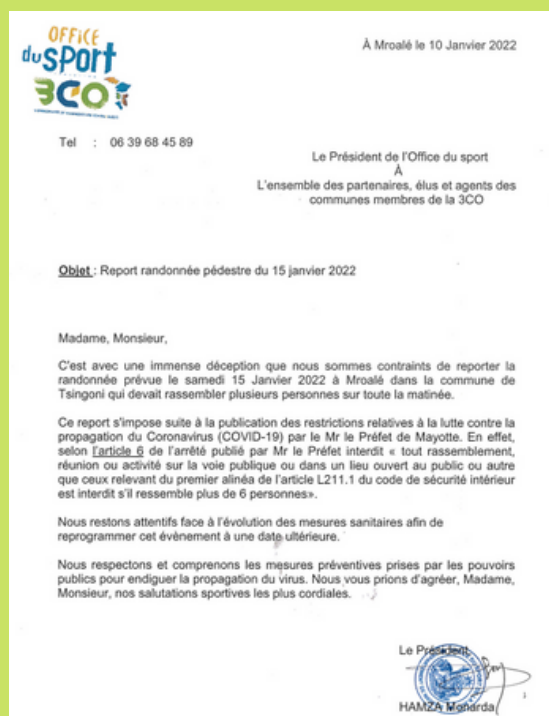 OFFICE
du SPORT
3CO
À Mroalé le 10 Janvier 2022
Tel : 06 39 68 45 89
Le Président de l'Office du sport
À
L'ensemble des partenaires, élus et agents des
communes membres de la 3CO
Objet : Report randonnée pédestre du 15 janvier 2022
Madame, Monsieur,
C'est avec une immense déception que nous sommes contraints de reporter la
randonnée prévue le samedi 15 Janvier 2022 à Mroalé dans la commune de
Tsingoni qui devait rassembler plusieurs personnes sur toute la matinée.
Ce report s'impose suite à la publication des restrictions relatives à la lutte contre la
propagation du Coronavirus (COVID-19) par le Mr le Préfet de Mayotte. En effet,
selon l'article 6 de l'arrêté publié par Mr le Préfet interdit « tout rassemblement,
réunion ou activité sur la voie publique ou dans un lieu ouvert au public ou autre
que ceux relevant du premier alinéa de l'article L211.1 du code de sécurité intérieur
est interdit s'il ressemble plus de 6 personnes».
Nous restons attentifs face à l'évolution des mesures sanitaires afin de
reprogrammer cet évènement à une date ultérieure.
Nous respectons et comprenons les mesures préventives prises par les pouvoirs
publics pour endiguer la propagation du virus. Nous vous prions d'agréer, Madame,
Monsieur, nos salutations sportives les plus cordiales.
Le Président
HAMZA Monarda